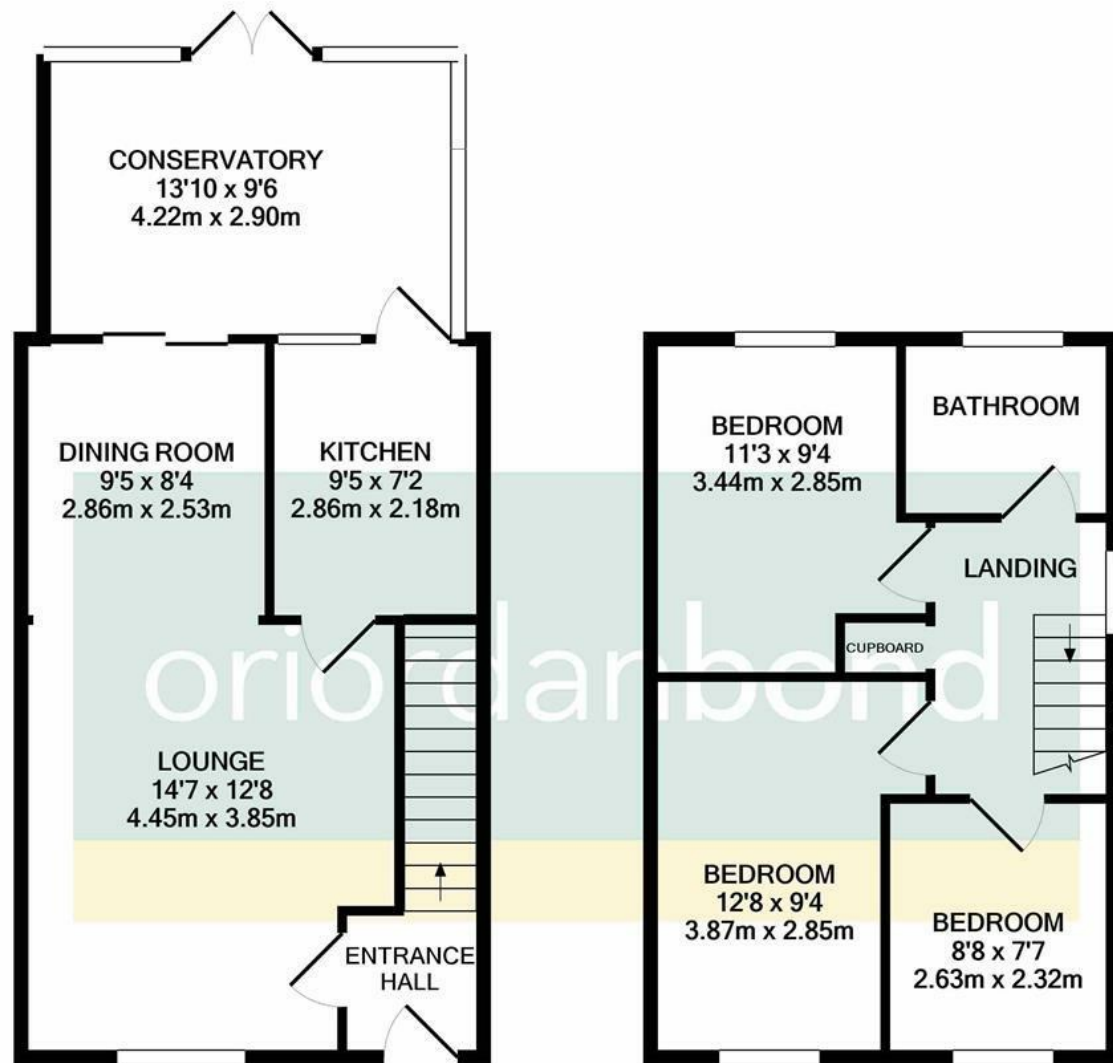 CONSERVATORY
13'10 x 9'6
4.22m x 2.90m
DINING ROOM
9'5 x 8'4
2.86m x 2.53m
KITCHEN
9'5 x 7'2
2.86m x 2.18m
LOUNGE
14'7 x 12'8
4.45m x 3.85m
ENTRANCE
HALL
BEDROOM
11'3 x 9'4
3.44m x 2.85m
BATHROOM
LANDING
CUPBOARD
oriordanbond
BEDROOM
12'8 x 9'4
3.87m x 2.85m
BEDROOM
8'8 x 7'7
2.63m x 2.32m